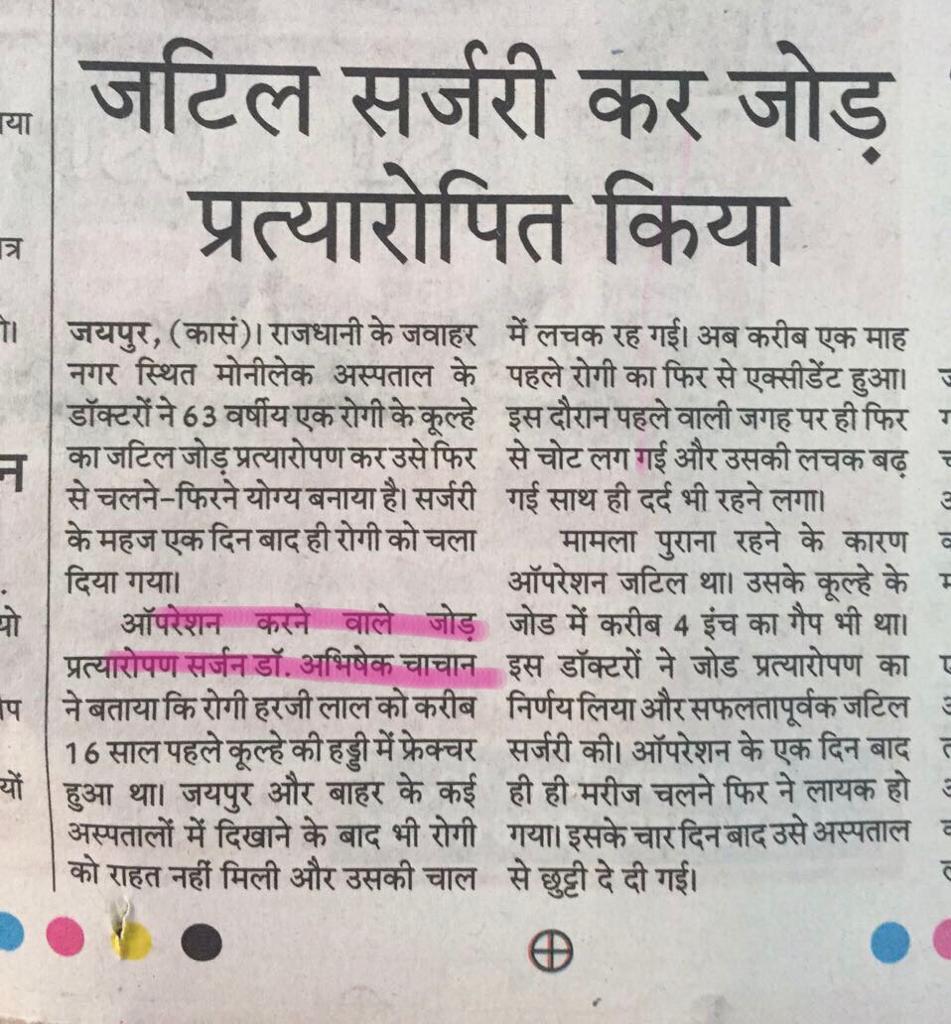 जटिल सर्जरी कर जोड़
प्रत्यारोपित किया
जयपुर, (कासं)। राजधानी के जवाहर
नगर स्थित मोनीलेक अस्पताल के
डॉक्टरों ने 63 वर्षीय एक रोगी के कूल्हे
का जटिल जोड़ प्रत्यारोपण कर उसे फिर
से चलने-फिरने योग्य बनाया है। सर्जरी
के महज एक दिन बाद ही रोगी को चला
दिया गया।
ऑपरेशन करने वाले जोड़
प्रत्यारोपण सर्जन डॉ. अभिषेक चाचान
ने बताया कि रोगी हरजी लाल को करीब
16 साल पहले कूल्हे की हड्डी में फ्रेक्चर
हुआ था। जयपुर और बाहर के कई
अस्पतालों में दिखाने के बाद भी रोगी
को राहत नहीं मिली और उसकी चाल
में लचक रह गई। अब करीब एक माह
पहले रोगी का फिर से एक्सीडेंट हुआ।
इस दौरान पहले वाली जगह पर ही फिर
से चोट लग गई और उसकी लचक बढ़
गई साथ ही दर्द भी रहने लगा।
मामला पुराना रहने के कारण
ऑपरेशन जटिल था। उसके कूल्हे के
जोड में करीब 4 इंच का गैप भी था।
इस डॉक्टरों ने जोड प्रत्यारोपण का
निर्णय लिया और सफलतापूर्वक जटिल
सर्जरी की। ऑपरेशन के एक दिन बाद
ही ही मरीज चलने फिर ने लायक हो
गया। इसके चार दिन बाद उसे अस्पताल
से छुट्टी दे दी गई।